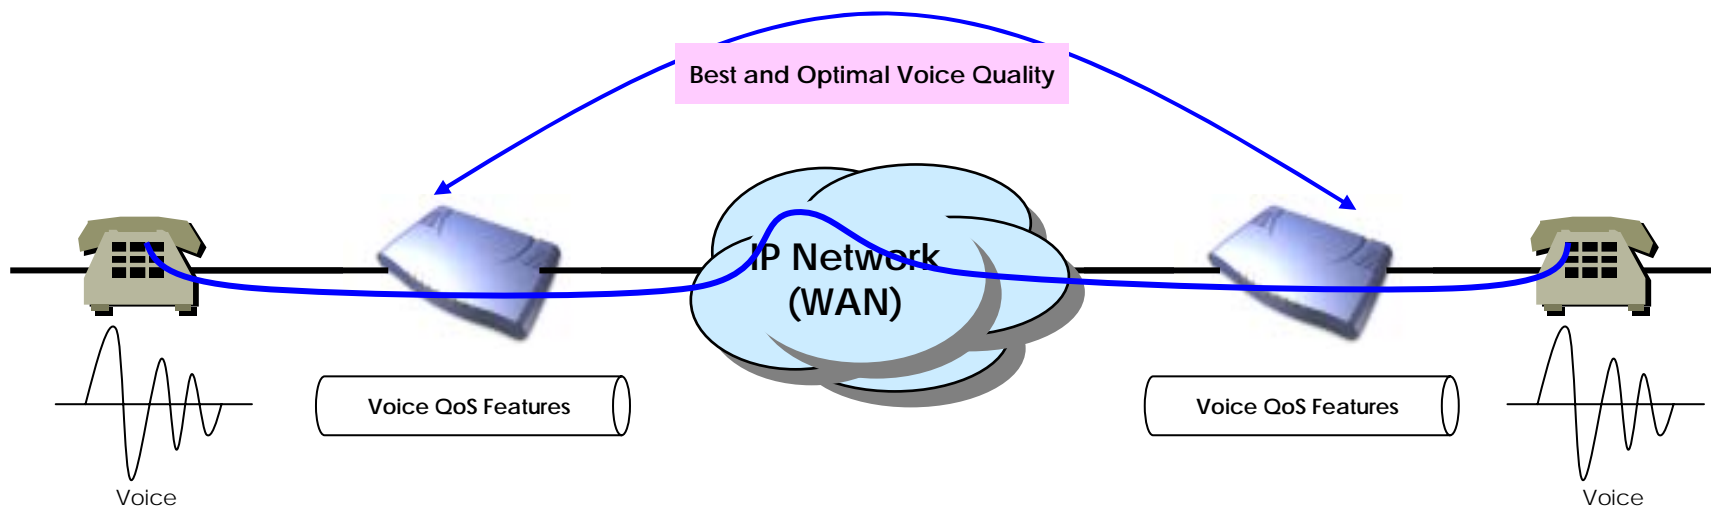 Best and Optimal Voice Quality
IP Network
(WAN)
Voice QoS Features
Voice QoS Features
Voice
Voice